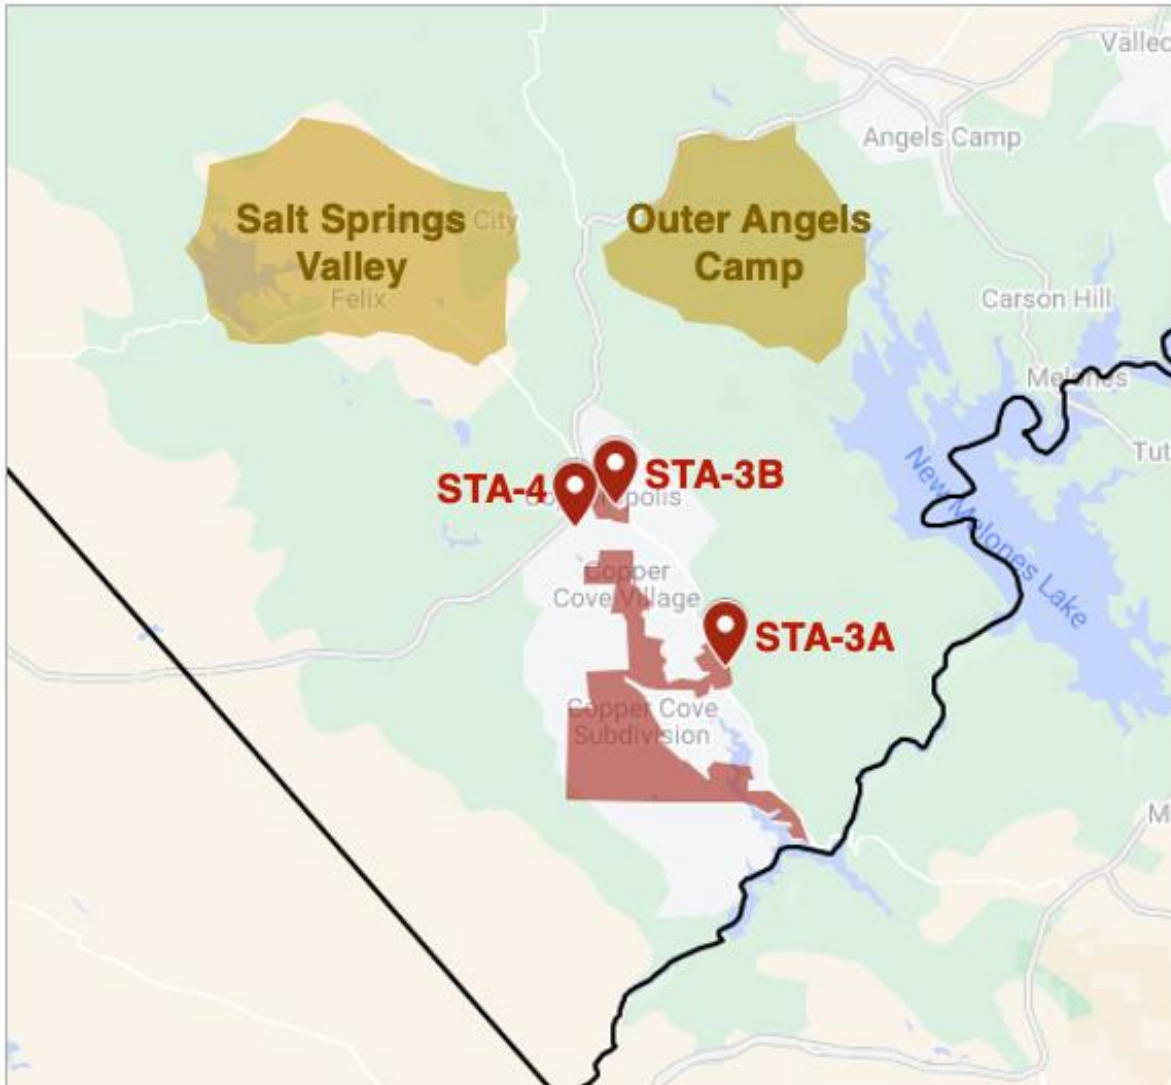 Vallec
Angels Camp
Salt Springs
Valley
City
Outer Angels
Camp
Felix
Carson Hill
Melones
Tut
STA-4
STA-3B
New Melones Lake
Copper
Cove Village
STA-3A
Copper Cove
Subdivision
M